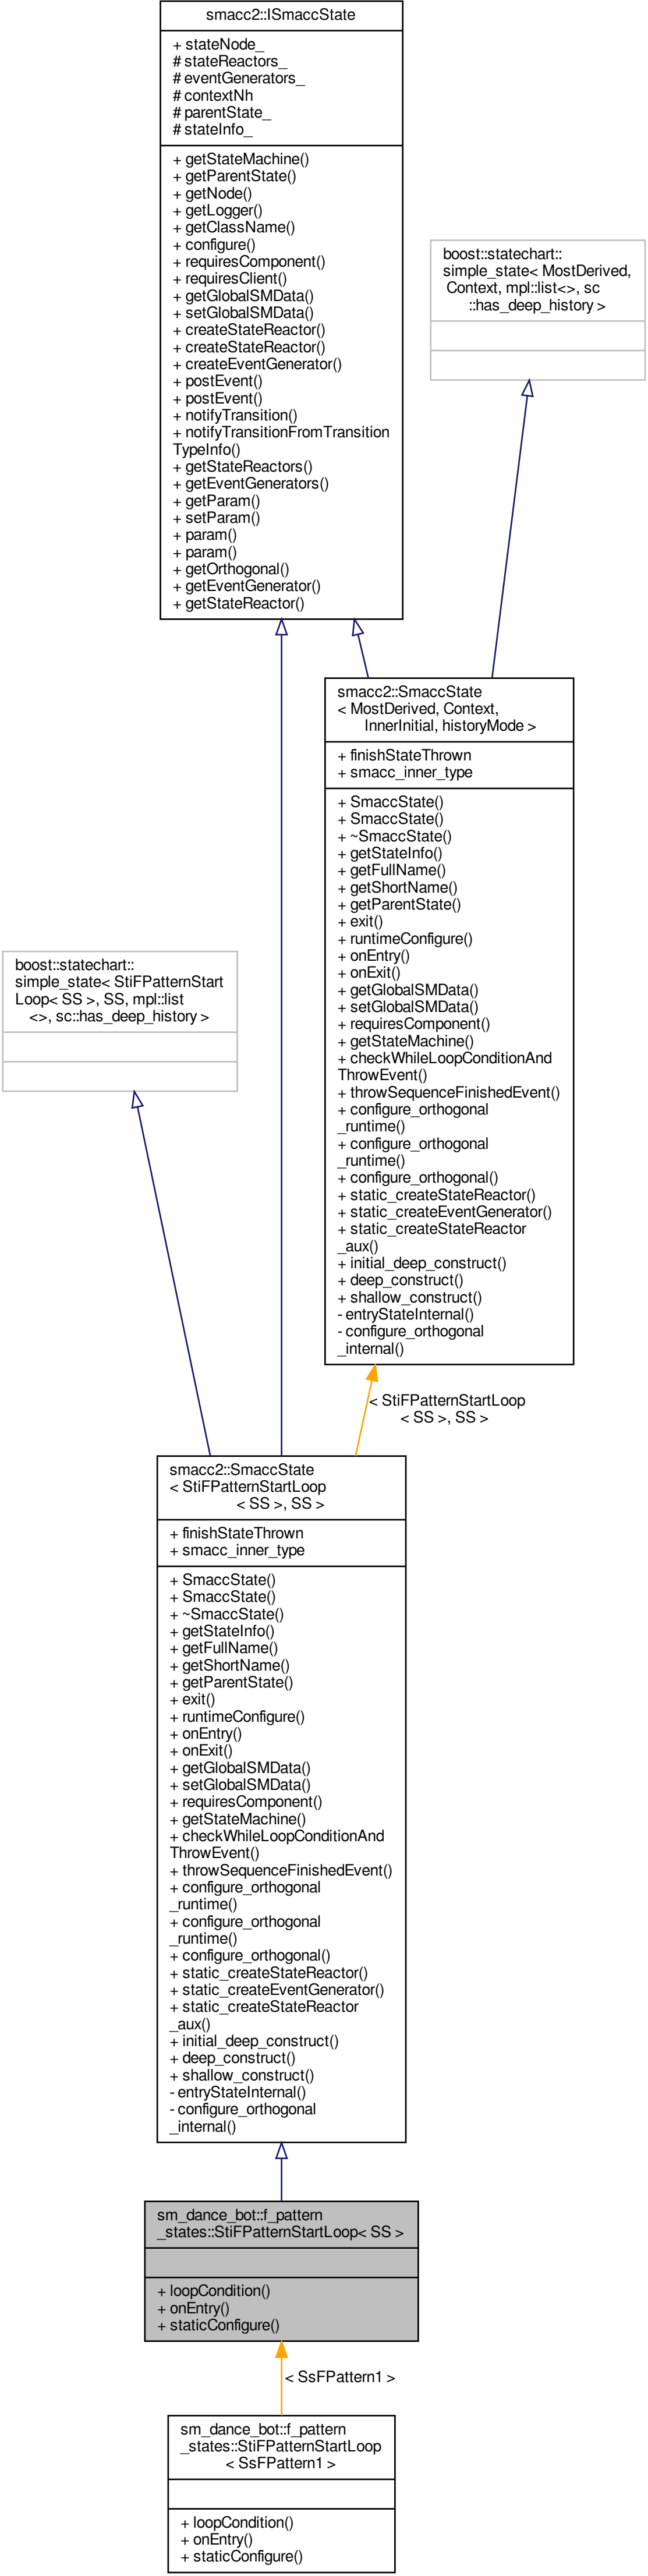 smacc2::ISmaccState
+ stateNode_
# stateReactors_
# eventGenerators_
# contextNh
# parentState_
# stateInfo_
+ getStateMachine()
+ getParentState()
+ getNode()
+ getLogger()
+ getClassName()
+ configure()
+ requiresComponent()
+ requiresClient()
+ getGlobalSMData()
+ setGlobalSMData()
+ createStateReactor()
+ createStateReactor()
+ createEventGenerator()
+ postEvent()
+ postEvent()
+ notifyTransition()
+ notifyTransitionFromTransition
TypeInfo()
+ getStateReactors()
+ getEventGenerators()
+ getParam()
+ setParam()
+ param()
+ param()
+ getOrthogonal()
+ getEventGenerator()
+ getStateReactor()
boost::statechart::
simple_state< MostDerived,
Context, mpl::list<>, sc
::has_deep_history >
smacc2::SmaccState
< MostDerived, Context,
InnerInitial, historyMode >
+ finishStateThrown
+ smacc_inner_type
+ SmaccState()
+ SmaccState()
+ ~SmaccState()
+ getStateInfo()
+ getFullName()
+ getShortName()
+ getParentState()
+ exit()
+ runtimeConfigure()
+ onEntry()
+ onExit()
+ getGlobalSMData()
+ setGlobalSMData()
+ requiresComponent()
+ getStateMachine()
+ checkWhileLoopConditionAnd
ThrowEvent()
+ throwSequenceFinishedEvent()
+ configure_orthogonal
_runtime()
+ configure_orthogonal
_runtime()
+ configure_orthogonal()
+ static_createStateReactor()
+ static_createEventGenerator()
+ static_createStateReactor
_aux()
+ initial_deep_construct()
+ deep_construct()
+ shallow_construct()
- entryStateInternal()
- configure_orthogonal
_internal()
boost::statechart::
simple_state< StiFPatternStart
Loop< SS >, SS, mpl::list
<>, sc::has_deep_history >
< StiFPatternStartLoop
< SS >, SS >
smacc2::SmaccState
< StiFPatternStartLoop
< SS >, SS >
+ finishStateThrown
+ smacc_inner_type
+ SmaccState()
+ SmaccState()
+ ~SmaccState()
+ getStateInfo()
+ getFullName()
+ getShortName()
+ getParentState()
+ exit()
+ runtimeConfigure()
+ onEntry()
+ onExit()
+ getGlobalSMData()
+ setGlobalSMData()
+ requiresComponent()
+ getStateMachine()
+ checkWhileLoopConditionAnd
ThrowEvent()
+ throwSequenceFinishedEvent()
+ configure_orthogonal
_runtime()
+ configure_orthogonal
_runtime()
+ configure_orthogonal()
+ static_createStateReactor()
+ static_createEventGenerator()
+ static_createStateReactor
_aux()
+ initial_deep_construct()
+ deep_construct()
+ shallow_construct()
- entryStateInternal()
- configure_orthogonal
_internal()
sm_dance_bot::f_pattern
_states::StiFPatternStartLoop< SS >
+ loopCondition()
+ onEntry()
+ staticConfigure()
< SsFPattern1 >
sm_dance_bot::f_pattern
_states::StiFPatternStartLoop
< SsFPattern1 >
+ loopCondition()
+ onEntry()
+ staticConfigure()